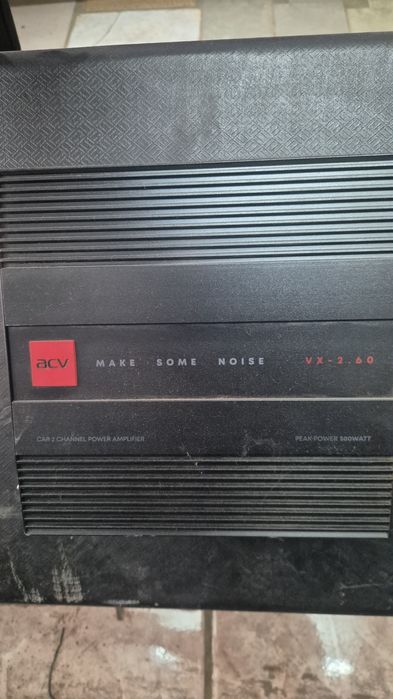 acv MAKE SOME NOISE VX-2.60
CAR 2 CHANNEL POWER AMPLIFIER PEAK POWER 500WATT